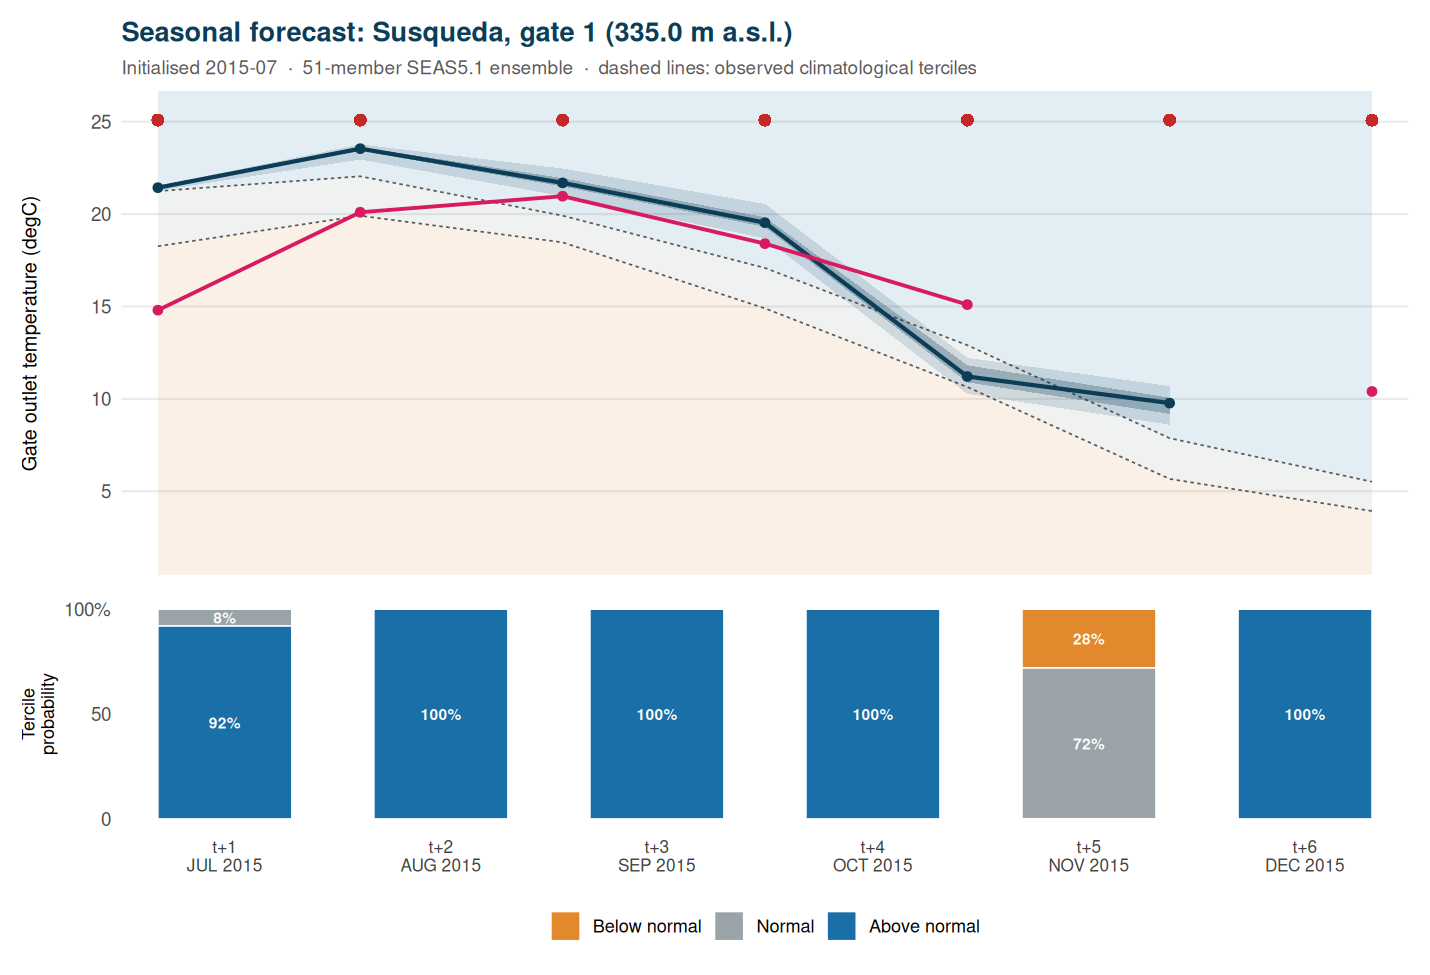 Seasonal forecast: Susqueda, gate 1 (335.0 m a.s.l.)
Initialised 2015-07 · 51-member SEAS5.1 ensemble · dashed lines: observed climatological terciles
Gate outlet temperature (degC)
25
20
15
10
5
Tercile
probability
100%
50
0
8%
92%
100%
100%
100%
28%
72%
100%
t+1
JUL 2015
t+2
AUG 2015
t+3
SEP 2015
t+4
OCT 2015
t+5
NOV 2015
t+6
DEC 2015
Below normal
Normal
Above normal